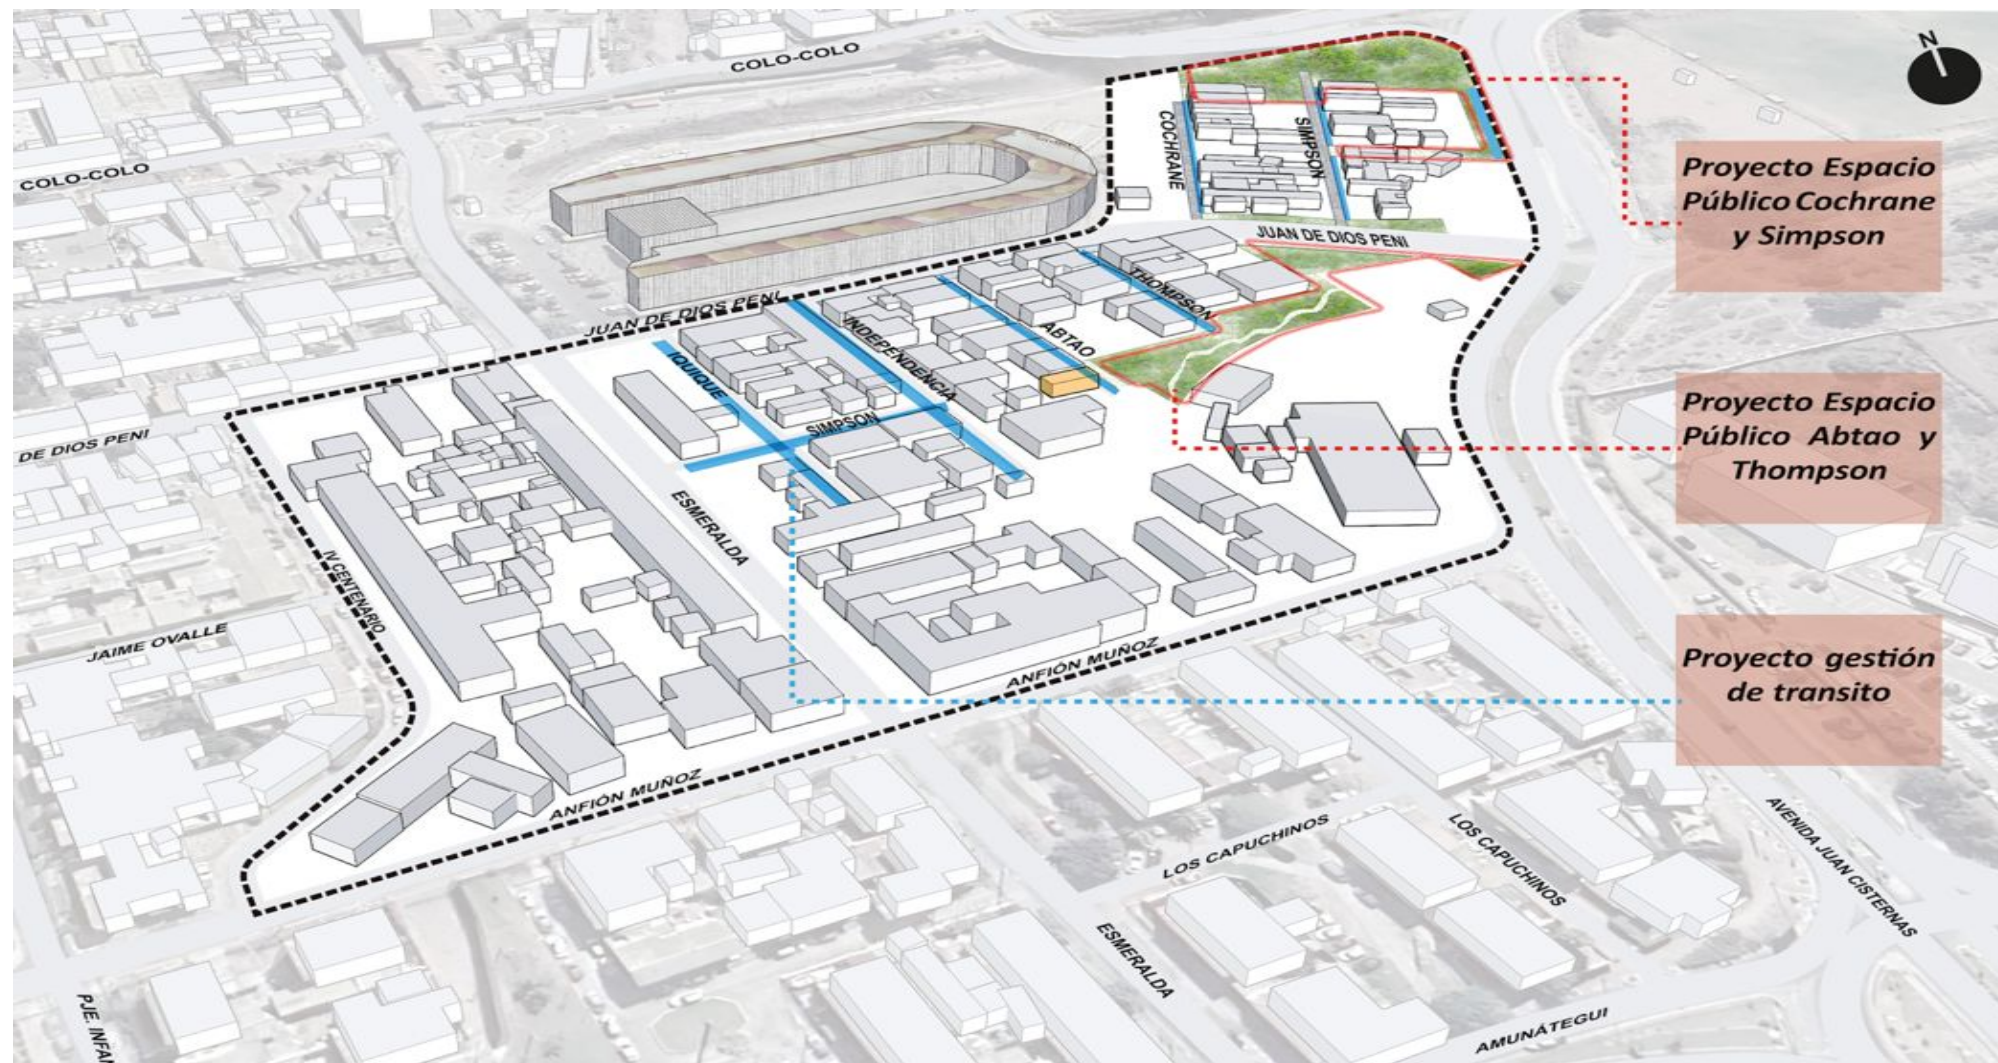 N
COLO-COLO
COLO-COLO
COCHRANE
SIMPSON
Proyecto Espacio
Público Cochrane
y Simpson
JUAN DE DIOS PENI
THOMPSON
JUAN DE DIOS PENI
INDEPENDENCIA
ABTAO
IQUIQUE
SIMPSON
DE DIOS PENI
Proyecto Espacio
Público Abtao y
Thompson
ESMERALDA
IV CENTENARIO
JAIME OVALLE
ANFIÓN MUÑOZ
Proyecto gestión
de transito
ANFIÓN MUÑOZ
LOS CAPUCHINOS
LOS CAPUCHINOS
AVENIDA JUAN CISTERNAS
ESMERALDA
PJE. INFA
AMUNÁTEGUI